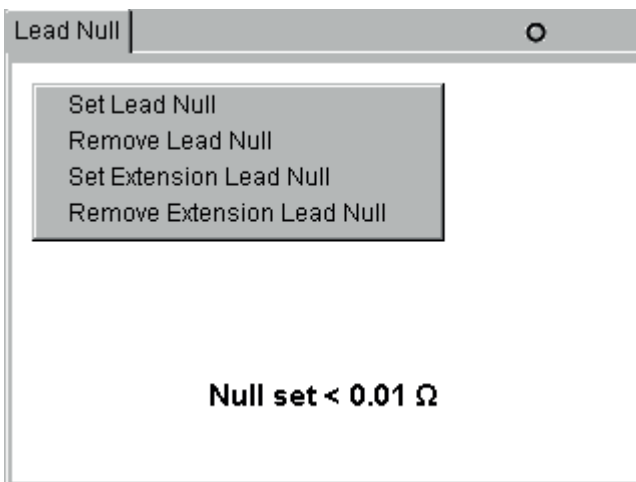 Lead Null
Set Lead Null
Remove Lead Null
Set Extension Lead Null
Remove Extension Lead Null
Null set < 0.01 Ω